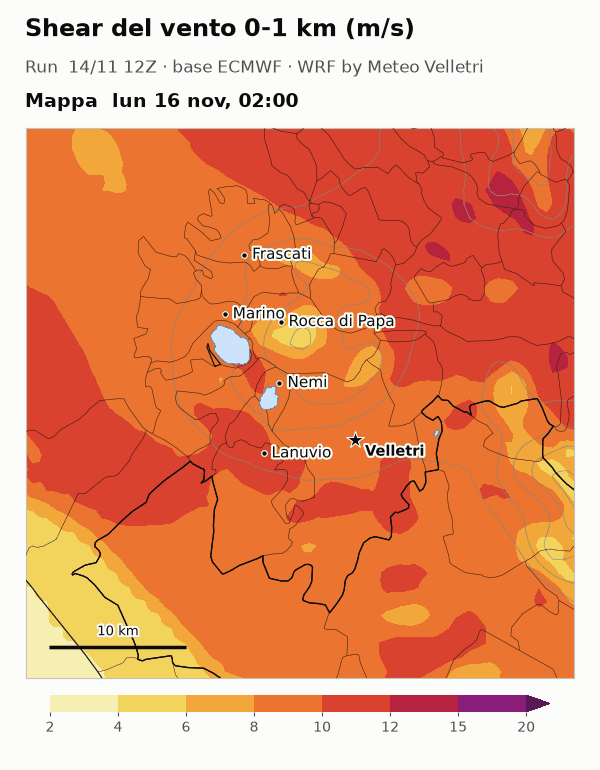 Shear del vento 0-1 km (m/s)
Run 14/11 12Z · base ECMWF · WRF by Meteo Velletri
Mappa lun 16 nov, 02:00
Frascati
Marino
Rocca di Papa
Nemi
Velletri
Lanuvio
10 km
2 4 6 8 10 12 15 20